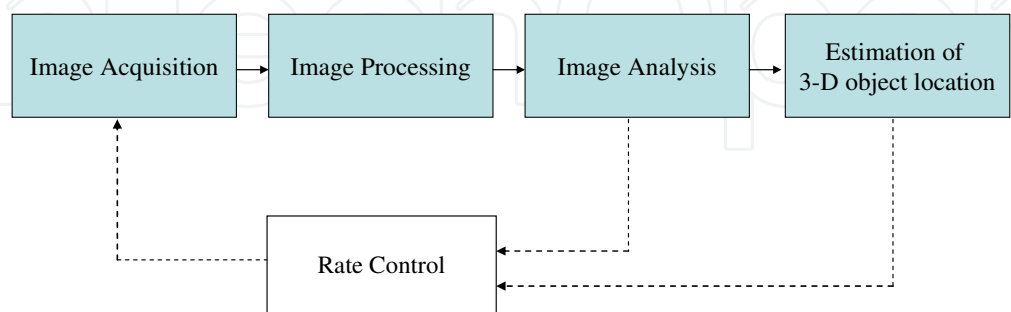 Image Acquisition
Image Processing
Image Analysis
Estimation of
3-D object location
Rate Control